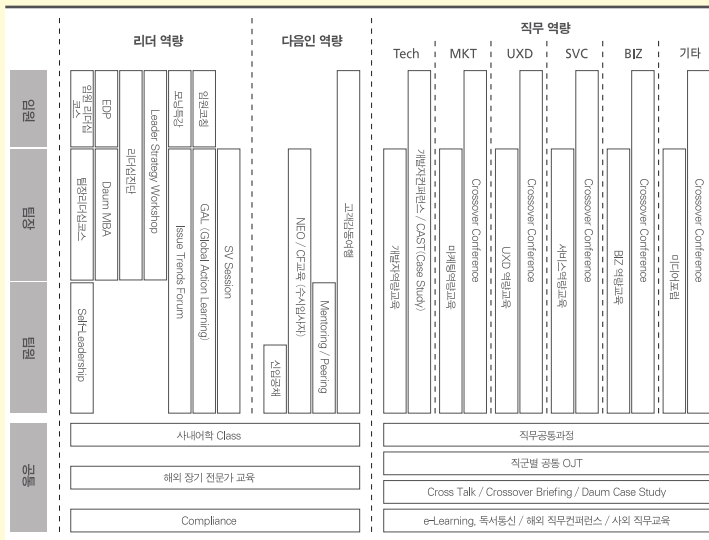 리더 역량
다음인 역량
직무 역량
Tech
MKT
UXD
SVC
BIZ
기타
임원
임원 리더십
코스
EDP
리더십진단
Leader Strategy Workshop
모닝특강
임원코칭
고객감동여행
개발자컨퍼런스 / CAST(Case Study)
Crossover Conference
Crossover Conference
Crossover Conference
Crossover Conference
Crossover Conference
팀장
팀장리더십코스
Daum MBA
Issue Trends Forum
GAL (Global Action Learning)
SV Session
NEO / CF교육 (수시입사자)
개발자역량교육
마케팅역량교육
UXD 역량교육
서비스역량교육
BIZ 역량교육
미디어포럼
팀원
Self-Leadership
신입공채
Mentoring / Peering
공통
사내어학 Class
직무공통과정
해외 장기 전문가 교육
직군별 공통 OJT
Cross Talk / Crossover Briefing / Daum Case Study
Compliance
e-Learning, 독서통신 / 해외 직무컨퍼런스 / 사외 직무교육